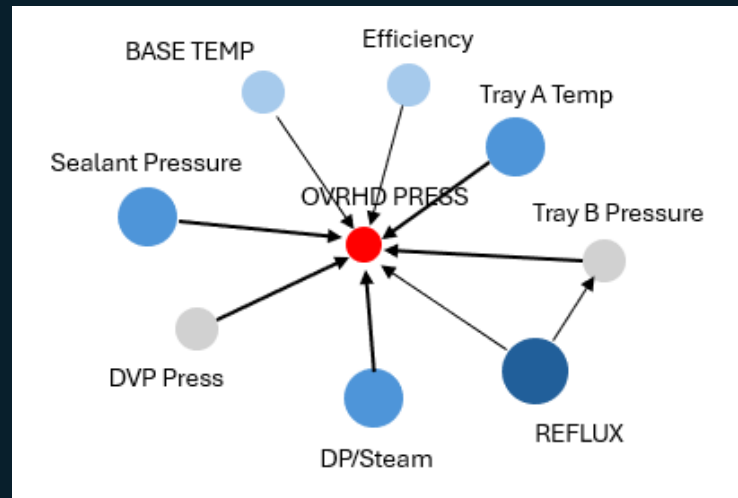 Efficiency
BASE TEMP
Tray A Temp
Sealant Pressure
OVRHD PRESS
Tray B Pressure
DVP Press
REFLUX
DP/Steam